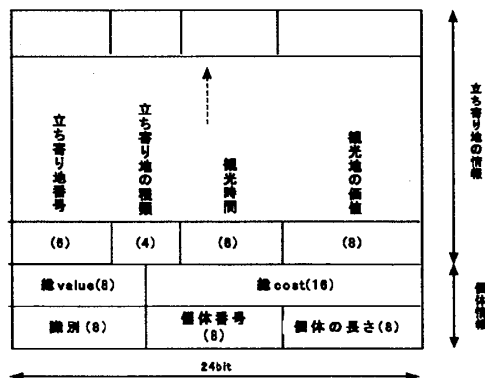 立ち寄り地番号
立ち寄り地の種類
観光時間
観光地の価値
立ち寄り地の情報
(6)
(4)
(6)
(8)
総value(8)
総cost(16)
個体情報
識別(8)
個体番号
(8)
個体の長さ(8)
24bit